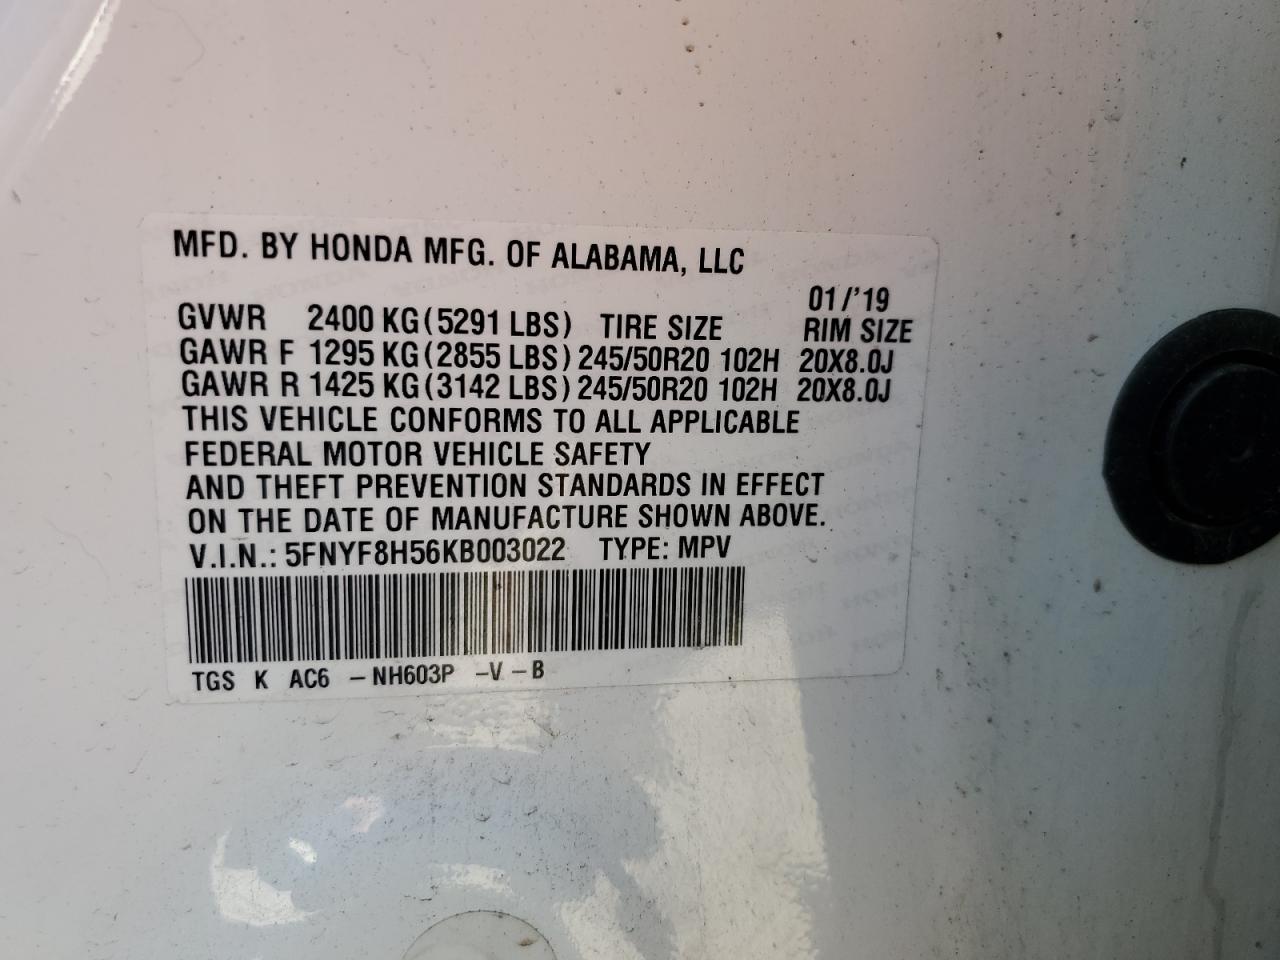 MFD. BY HONDA MFG. OF ALABAMA, LLC
01/'19
GVWR 2400 KG(5291 LBS) TIRE SIZE RIM SIZE
GAWR F 1295 KG(2855 LBS) 245/50R20 102H 20X8.0J
GAWR R 1425 KG(3142 LBS) 245/50R20 102H 20X8.0J
THIS VEHICLE CONFORMS TO ALL APPLICABLE
FEDERAL MOTOR VEHICLE SAFETY
AND THEFT PREVENTION STANDARDS IN EFFECT
ON THE DATE OF MANUFACTURE SHOWN ABOVE.
V.I.N.: 5FNYF8H56KB003022 TYPE: MPV
TGS K AC6 -NH603P -V-B